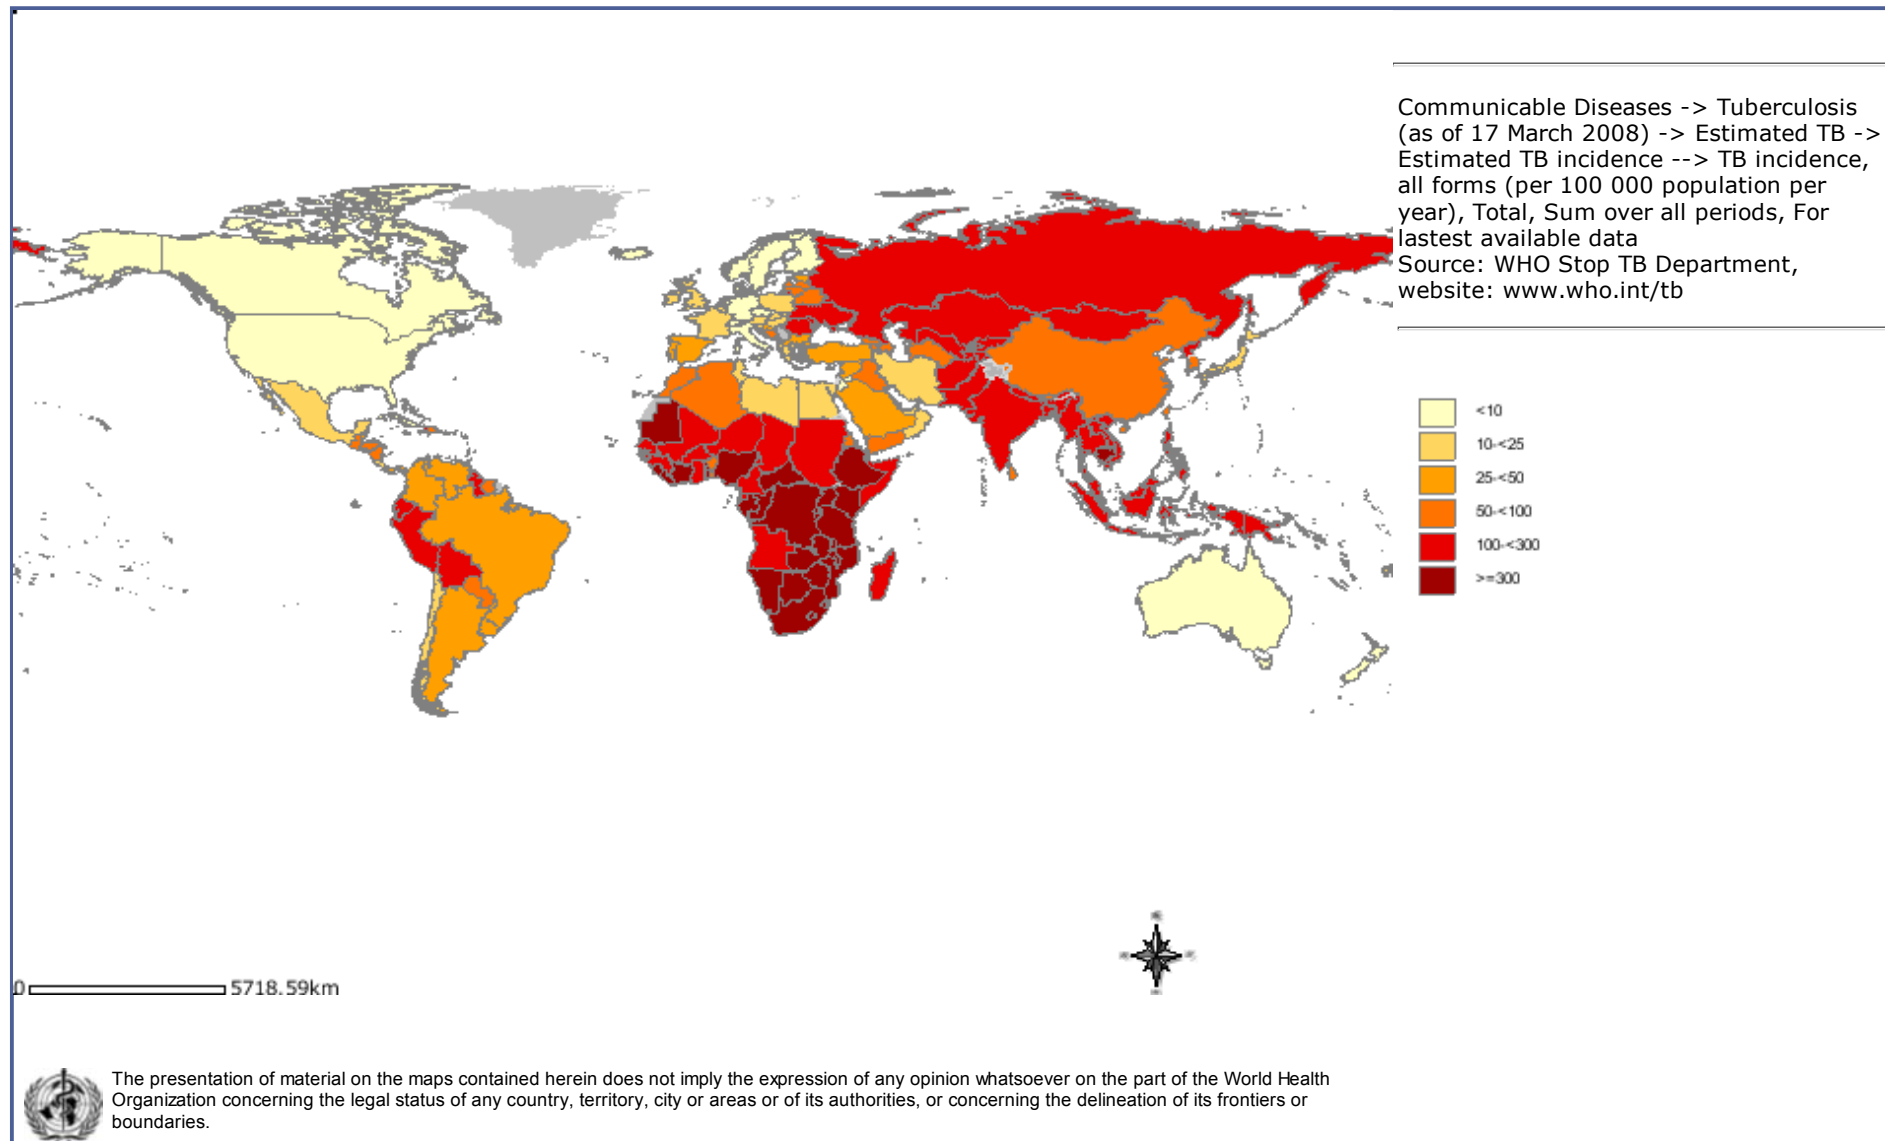 Communicable Diseases -> Tuberculosis
(as of 17 March 2008) -> Estimated TB ->
Estimated TB incidence --> TB incidence,
all forms (per 100 000 population per
year), Total, Sum over all periods, For
lastest available data
Source: WHO Stop TB Department,
website: www.who.int/tb
<10
10-<25
25-<50
50-<100
100-<300
>=300
0 5718.59km
The presentation of material on the maps contained herein does not imply the expression of any opinion whatsoever on the part of the World Health
Organization concerning the legal status of any country, territory, city or areas or of its authorities, or concerning the delineation of its frontiers or
boundaries.